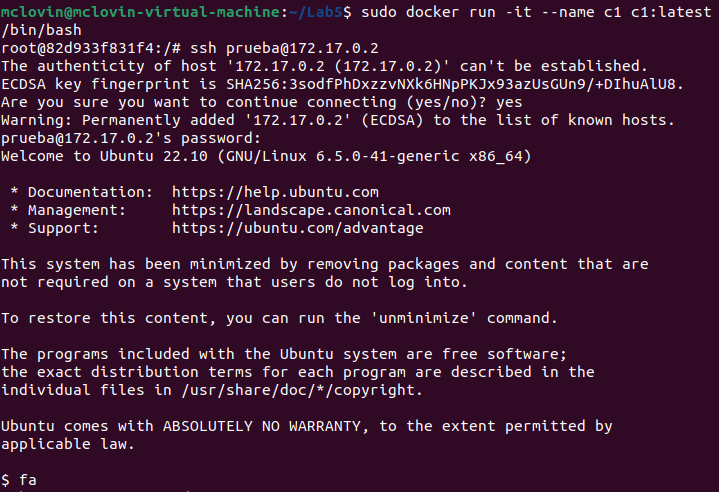 mclovin@mclovin-virtual-machine:~/Lab5$ sudo docker run -it --name c1 c1:latest
/bin/bash
root@82d933f831f4:/# ssh prueba@172.17.0.2
The authenticity of host '172.17.0.2 (172.17.0.2)' can't be established.
ECDSA key fingerprint is SHA256:3sodfPhDxzzvNXk6HNpPKJx93azUsGUn9/+DIhuAlU8.
Are you sure you want to continue connecting (yes/no)? yes
Warning: Permanently added '172.17.0.2' (ECDSA) to the list of known hosts.
prueba@172.17.0.2's password:
Welcome to Ubuntu 22.10 (GNU/Linux 6.5.0-41-generic x86_64)

 * Documentation:  https://help.ubuntu.com
 * Management:     https://landscape.canonical.com
 * Support:        https://ubuntu.com/advantage

This system has been minimized by removing packages and content that are
not required on a system that users do not log into.

To restore this content, you can run the 'unminimize' command.

The programs included with the Ubuntu system are free software;
the exact distribution terms for each program are described in the
individual files in /usr/share/doc/*/copyright.

Ubuntu comes with ABSOLUTELY NO WARRANTY, to the extent permitted by
applicable law.

$ fa